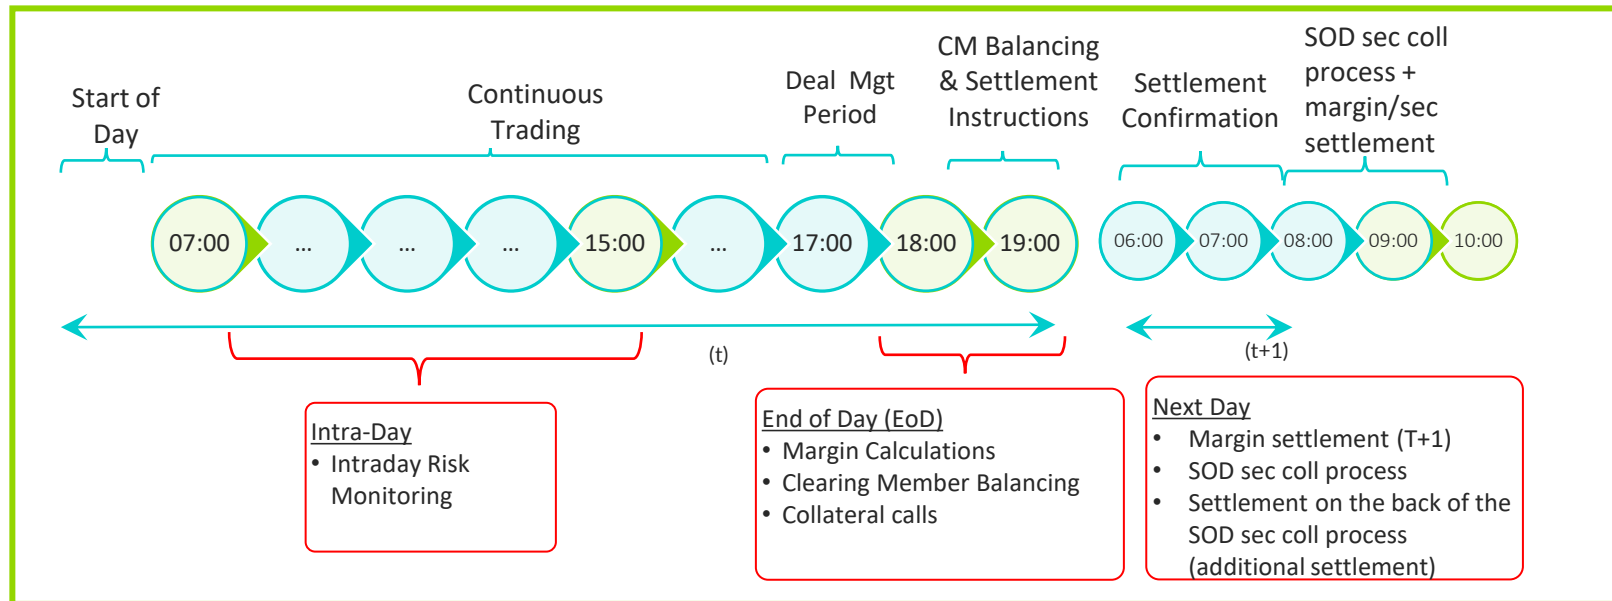 Start of
Day
Continuous
Trading
Deal Mgt
Period
CM Balancing
& Settlement
Instructions
Settlement
Confirmation
SOD sec coll
process +
margin/sec
settlement
07:00
...
...
...
15:00
...
17:00
18:00
19:00
06:00
07:00
08:00
09:00
10:00
(t)
(t+1)
Intra-Day
• Intraday Risk
Monitoring
End of Day (EoD)
• Margin Calculations
• Clearing Member Balancing
• Collateral calls
Next Day
• Margin settlement (T+1)
• SOD sec coll process
• Settlement on the back of the
SOD sec coll process
(additional settlement)